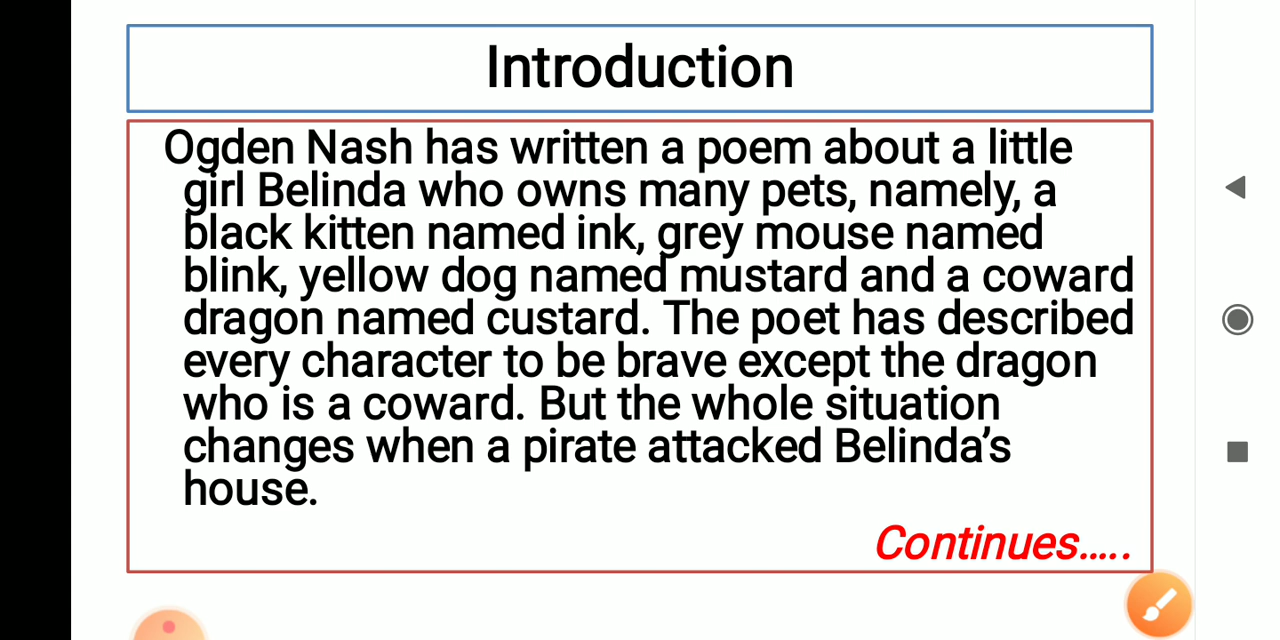 Introduction
Ogden Nash has written a poem about a little
girl Belinda who owns many pets, namely, a
black kitten named ink, grey mouse named
blink, yellow dog named mustard and a coward
dragon named custard. The poet has described
every character to be brave except the dragon
who is a coward. But the whole situation
changes when a pirate attacked Belinda’s
house.
Continues…..